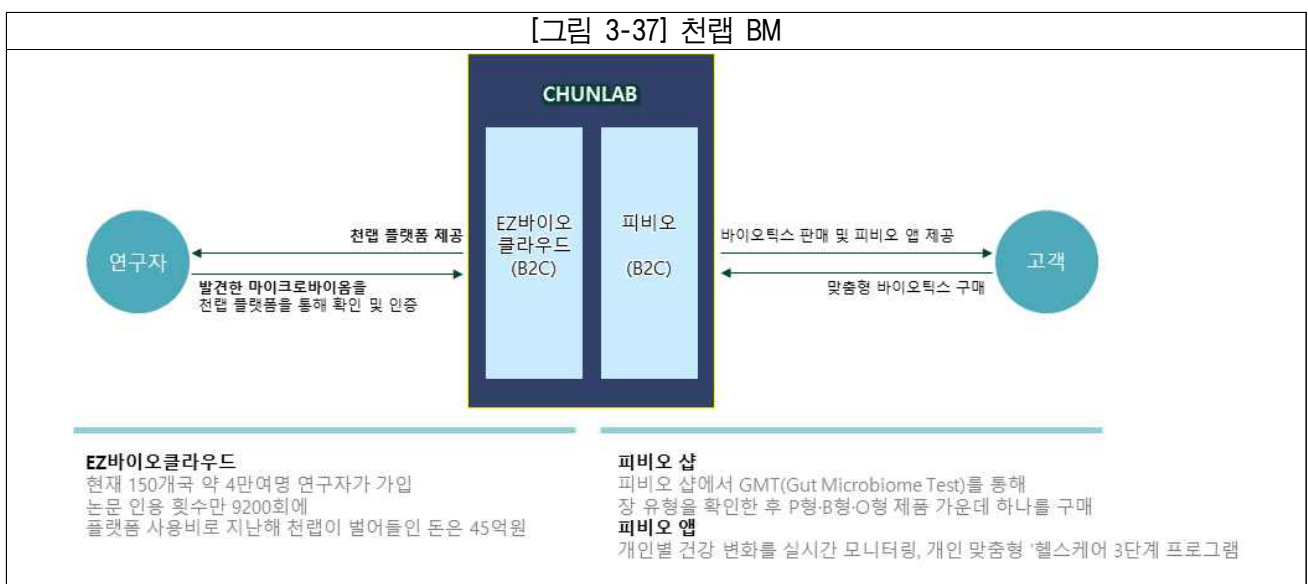 [그림 3-37] 천랩 BM
CHUNLAB
EZ바이오
클라우드
(B2C)
피비오
(B2C)
연구자
천랩 플랫폼 제공
발견한 마이크로바이옴을
천랩 플랫폼을 통해 확인 및 인증
바이오틱스 판매 및 피비오 앱 제공
맞춤형 바이오틱스 구매
고객
EZ바이오클라우드
현재 150개국 약 4만여명 연구자가 가입
논문 인용 횟수만 9200회에
플랫폼 사용비로 지난해 천랩이 벌어들인 돈은 45억원
피비오 샵
피비오 샵에서 GMT(Gut Microbiome Test)를 통해
장 유형을 확인한 후 P형·B형·O형 제품 가운데 하나를 구매
피비오 앱
개인별 건강 변화를 실시간 모니터링, 개인 맞춤형 '헬스케어 3단계 프로그램